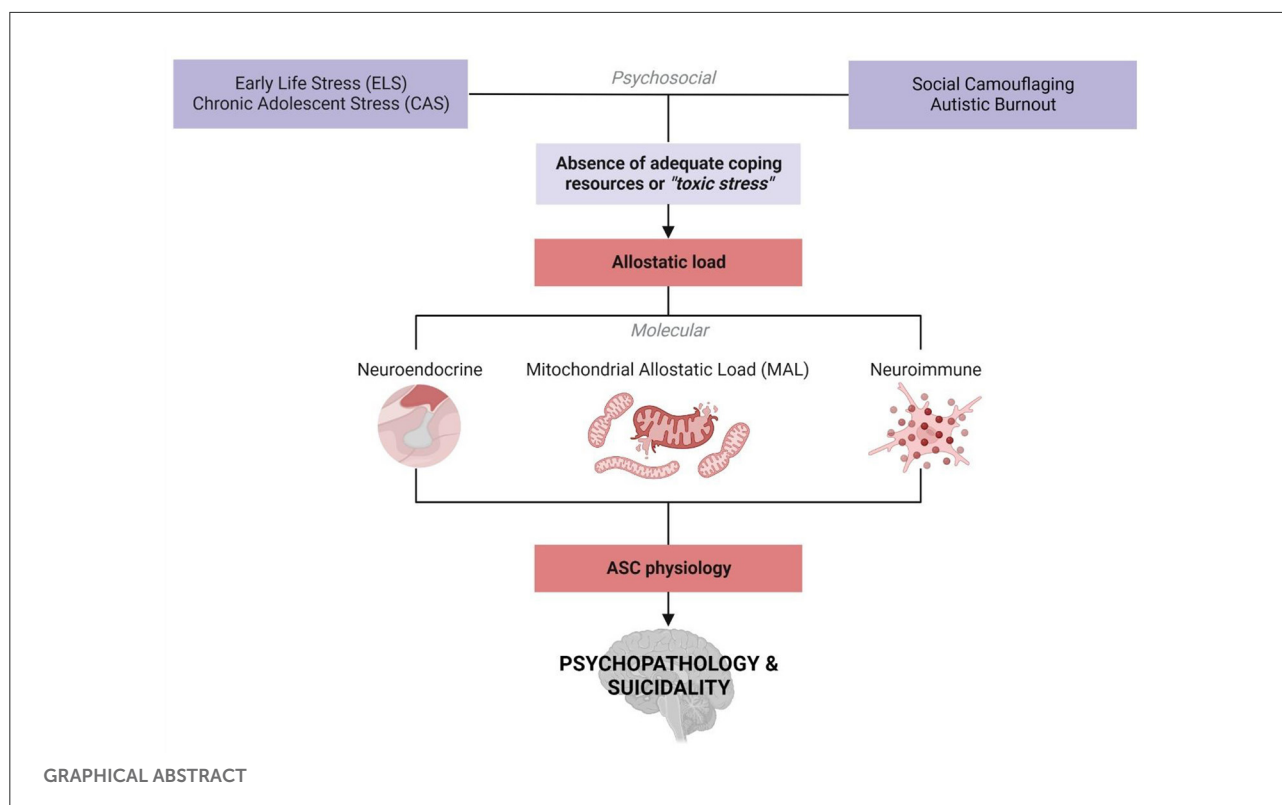 Early Life Stress (ELS)
Chronic Adolescent Stress (CAS)
Psychosocial
Social Camouflaging
Autistic Burnout
Absence of adequate coping
resources or "toxic stress"
Allostatic load
Molecular
Neuroendocrine
Mitochondrial Allostatic Load (MAL)
Neuroimmune
ASC physiology
PSYCHOPATHOLOGY &
SUICIDALITY
GRAPHICAL ABSTRACT